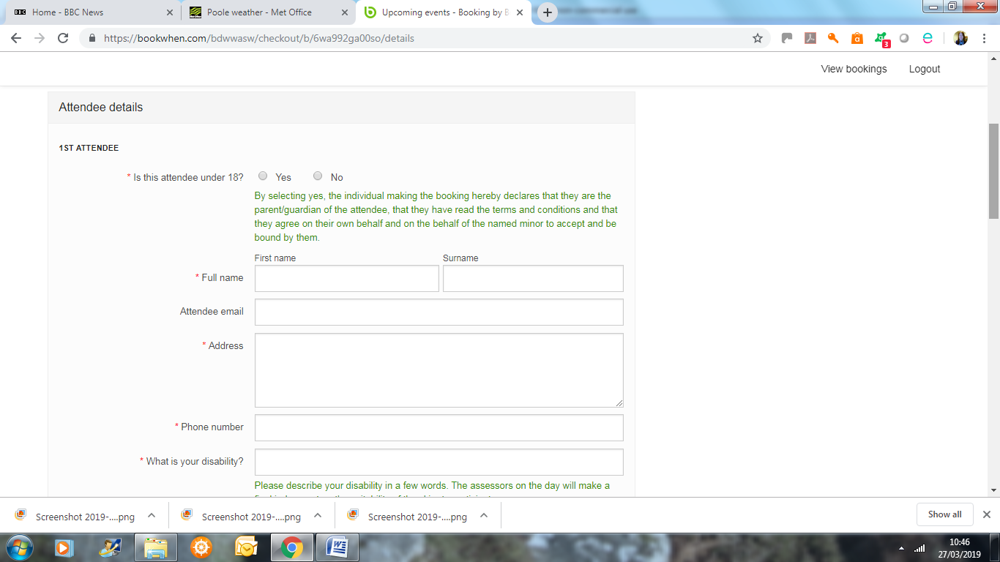 Home - BBC News
Poole weather - Met Office
Upcoming events - Booking by B
https://bookwhen.com/bdwwasw/checkout/b/6wa992ga00so/details
3
View bookings Logout
Attendee details
1ST ATTENDEE
* Is this attendee under 18? Yes No
By selecting yes, the individual making the booking hereby declares that they are the
parent/guardian of the attendee, that they have read the terms and conditions and that
they agree on their own behalf and on the behalf of the named minor to accept and be
bound by them.
First name Surname
* Full name
Attendee email
* Address
* Phone number
* What is your disability?
Please describe your disability in a few words. The assessors on the day will make a
Screenshot 2019-....png Screenshot 2019-....png Screenshot 2019-....png Show all
10:46
27/03/2019